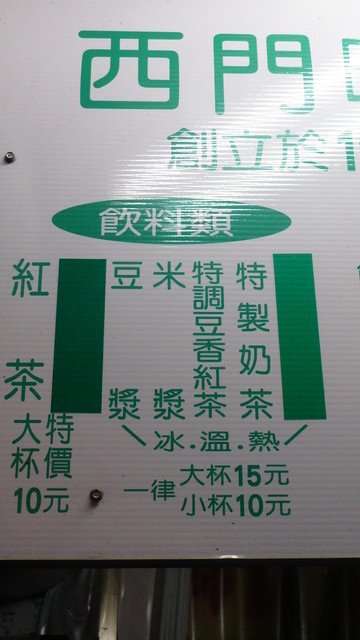 西門
創立於1
飲料類
特製奶茶
特調豆香紅茶
米漿
豆漿
冰.溫.熱
一律
大杯15元
小杯10元
紅茶
特價
大杯
10元